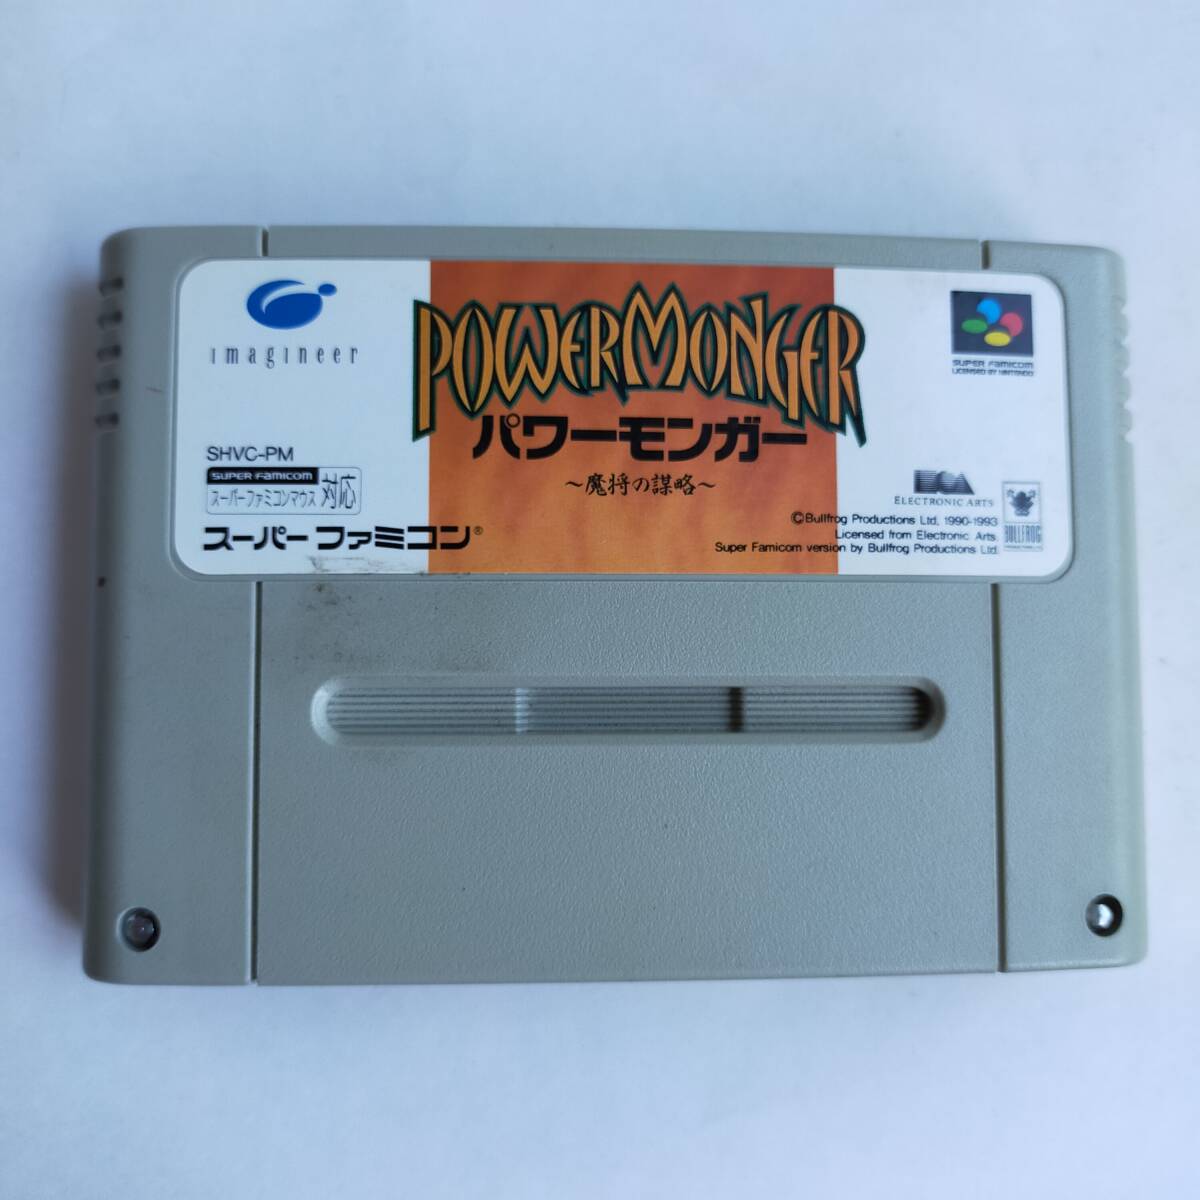 imagineer
POWERMONGER
パワーモンガー
～魔将の謀略～
SUPER FAMICOM
LICENSED BY NINTENDO
SHVC-PM
SUPER FAMICOM
スーパーファミコンマウス 対応
スーパーファミコン®
ELECTRONIC ARTS
©Bullfrog Productions Ltd, 1990-1993
Licensed from Electronic Arts.
Super Famicom version by Bullfrog Productions Ltd.
BULLFROG